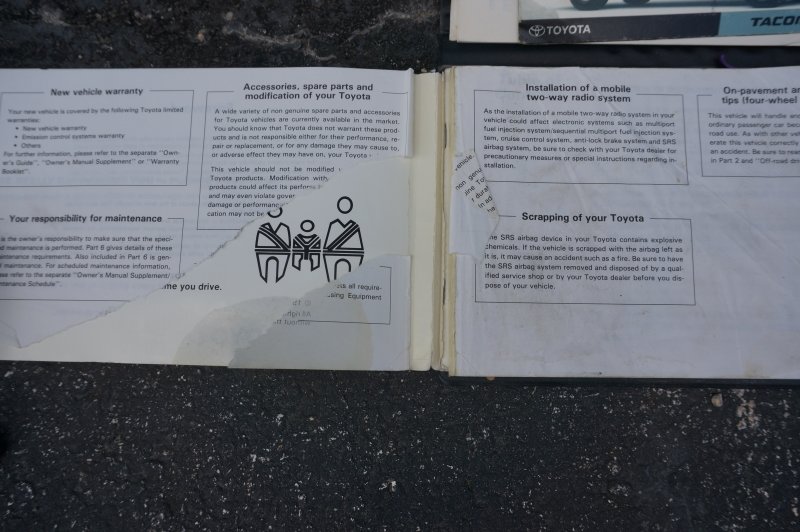 TOYOTA
New vehicle warranty
Your new vehicle is covered by the following Toyota limited
warranties:
• New vehicle warranty
• Emission control systems warranty
• Others
For further information, please refer to the separate "Own-
er's Guide", "Owner's Manual Supplement" or "Warranty
Booklet".
Your responsibility for maintenance
is the owner's responsibility to make sure that the speci-
maintenance is performed. Part 6 gives details of these
maintenance requirements. Also included in Part 6 is gen-
maintenance. For scheduled maintenance information,
refer to the separate "Owner's Manual Supplement/
Schedule".
me you drive.
Accessories, spare parts and
modification of your Toyota
A wide variety of non genuine spare parts and accessories
for Toyota vehicles are currently available in the market.
You should know that Toyota does not warrant these prod-
ucts and is not responsible either for their performance, re-
pair or replacement, or for any damage they may cause to,
or adverse effect they may have on, your Toyota
This vehicle should not be modified
Toyota products. Modification with
products could affect its perform
and may even violate gover
damage or performanc
cation may not be
all require-
using Equipment
Installation of a mobile
two-way radio system
As the installation of a mobile two-way radio system in your
vehicle could affect electronic systems such as multiport
fuel injection system/sequential multiport fuel injection sys-
tem, cruise control system, anti-lock brake system and SRS
airbag system, be sure to check with your Toyota dealer for
precautionary measures or special instructions regarding in-
stallation.
vehicle.
non genu
Scrapping of your Toyota
The SRS airbag device in your Toyota contains explosive
chemicals. If the vehicle is scrapped with the airbag left as
it is, it may cause an accident such as a fire. Be sure to have
the SRS airbag system removed and disposed of by a qual-
ified service shop or by your Toyota dealer before you dis-
pose of your vehicle.
On-pavement
tips (four-wheel
This vehicle will handle
ordinary passenger car
road use. As with other
erate this vehicle correctly
an accident. Be sure to
in Part 2 and "Off-road